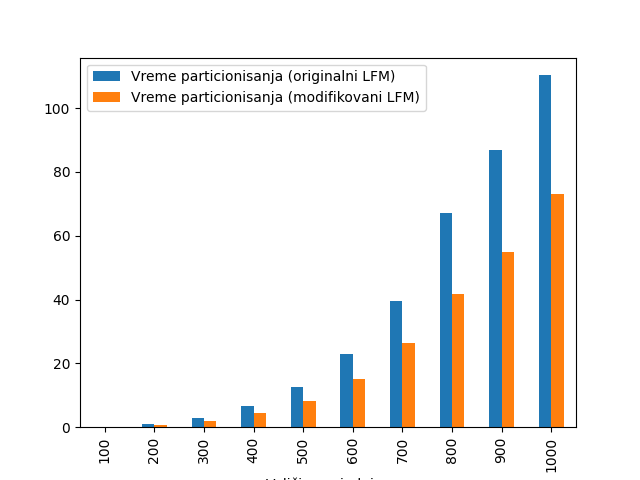 Vreme particionisanja (originalni LFM)
Vreme particionisanja (modifikovani LFM)
100
80
60
40
20
0
100 200 300 400 500 600 700 800 900 1000